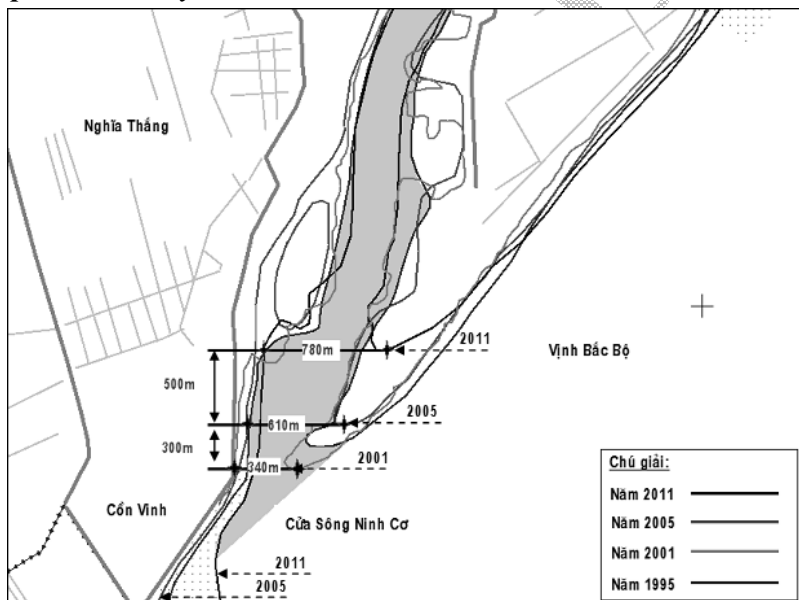 Nghĩa Thắng
780m
2011
Vịnh Bắc Bộ
500m
610m
2005
300m
340m
2001
Cồn Vinh
Cửa Sông Ninh Cơ
2011
2005
Chú giải:
Năm 2011
Năm 2005
Năm 2001
Năm 1995